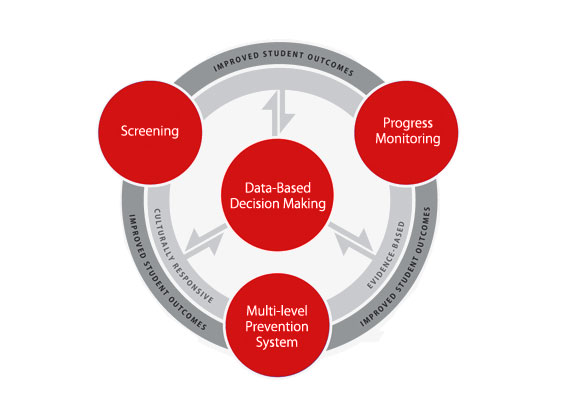 IMPROVED STUDENT OUTCOMES
Screening
Progress
Monitoring
Data-Based
Decision Making
CULTURALLY RESPONSIVE
EVIDENCE-BASED
IMPROVED STUDENT OUTCOMES
IMPROVED STUDENT OUTCOMES
Multi-level
Prevention
System